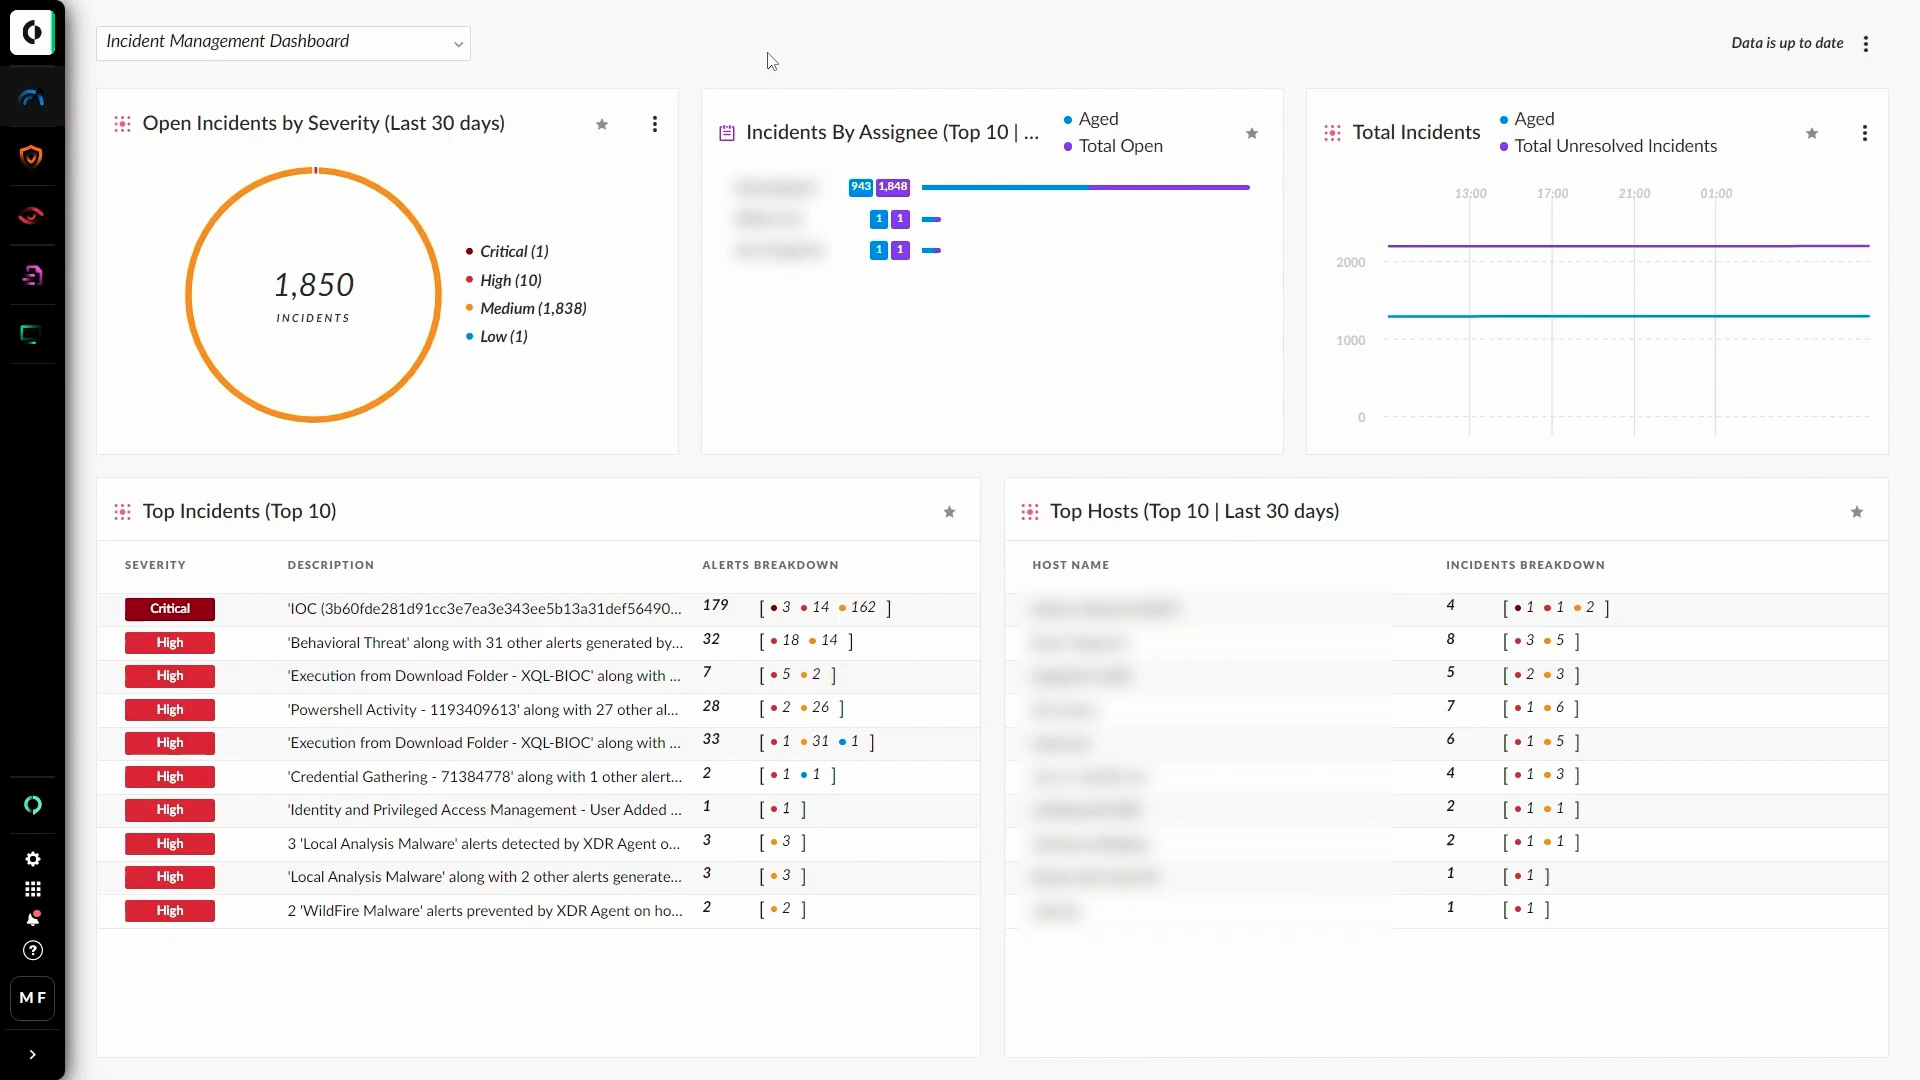 Incident Management Dashboard
Data is up to date
Open Incidents by Severity (Last 30 days)
1,850
INCIDENTS
Critical (1)
High (10)
Medium (1,838)
Low (1)
Incidents By Assignee (Top 10 | ...
Aged
Total Open
943 1,848
1 1
1 1
Total Incidents
Aged
Total Unresolved Incidents
13:00 17:00 21:00 01:00
2000
1000
0
Top Incidents (Top 10)
SEVERITY DESCRIPTION ALERTS BREAKDOWN
Critical 'IOC (3b60fde281d91cc3e7ea3e343ee5b13a31def56490... 179 [ 3 14 162 ]
High 'Behavioral Threat' along with 31 other alerts generated by... 32 [ 18 14 ]
High 'Execution from Download Folder - XQL-BIOC' along with ... 7 [ 5 2 ]
High 'Powershell Activity - 1193409613' along with 27 other al... 28 [ 2 26 ]
High 'Execution from Download Folder - XQL-BIOC' along with ... 33 [ 1 31 1 ]
High 'Credential Gathering - 71384778' along with 1 other alert... 2 [ 1 1 ]
High 'Identity and Privileged Access Management - User Added ... 1 [ 1 ]
High 3 'Local Analysis Malware' alerts detected by XDR Agent o... 3 [ 3 ]
High 'Local Analysis Malware' along with 2 other alerts generate... 3 [ 3 ]
High 2 'WildFire Malware' alerts prevented by XDR Agent on ho... 2 [ 2 ]
Top Hosts (Top 10 | Last 30 days)
HOST NAME INCIDENTS BREAKDOWN
4 [ 1 1 2 ]
8 [ 3 5 ]
5 [ 2 3 ]
7 [ 1 6 ]
6 [ 1 5 ]
4 [ 1 3 ]
2 [ 1 1 ]
2 [ 1 1 ]
1 [ 1 ]
1 [ 1 ]
M F